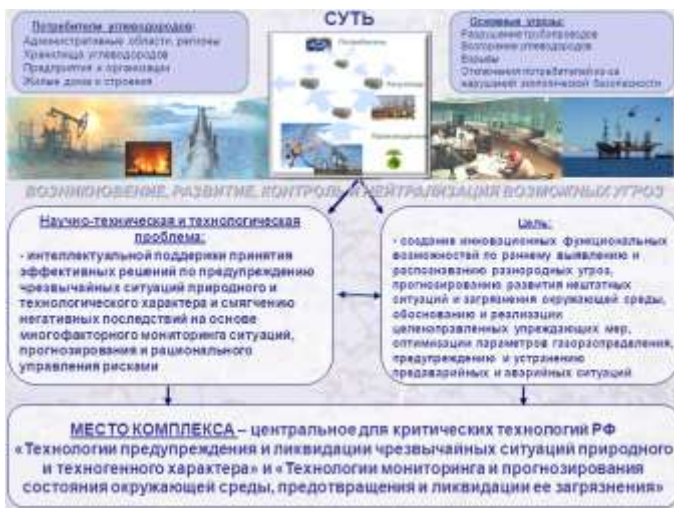 СУТЬ
Потребители углеводородов:
Административные области, регионы
Хранилища углеводородов
Предприятия и организации
Жилые дома и строения
Основные угрозы:
Разрушение трубопроводов
Возгорание углеводородов
Взрывы
Отключения потребителей из-за
нарушений экологической безопасности
Потребители
ВОЗНИКНОВЕНИЕ, РАЗВИТИЕ, КОНТРОЛЬ И НЕЙТРАЛИЗАЦИЯ ВОЗМОЖНЫХ УГРОЗ
Научно-техническая и технологическая
проблема:
- интеллектуальной поддержки принятия
эффективных решений по предупреждению
чрезвычайных ситуаций природного и
технологического характера и смягчению
негативных последствий на основе
многофакторного мониторинга ситуаций,
прогнозирования и рационального
управления рисками
Цель:
- создание инновационных функциональных
возможностей по раннему выявлению и
распознаванию разнородных угроз,
прогнозированию развития нештатных
ситуаций и загрязнения окружающей среды,
обоснованию и реализации
целенаправленных упреждающих мер,
оптимизации параметров газораспределения,
предупреждению и устранению
предаварийных и аварийных ситуаций
МЕСТО КОМПЛЕКСА – центральное для критических технологий РФ
«Технологии предупреждения и ликвидации чрезвычайных ситуаций природного
и техногенного характера» и «Технологии мониторинга и прогнозирования
состояния окружающей среды, предотвращения и ликвидации ее загрязнения»